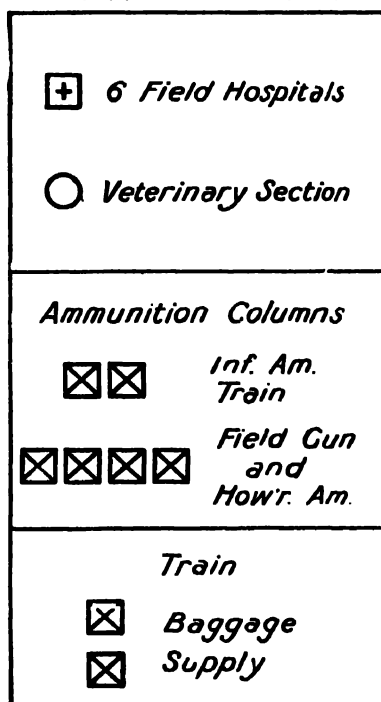 6 Field Hospitals
Veterinary Section
Ammunition Columns
Inf. Am.
Train
Field Gun
and
How'r. Am.
Train
Baggage
Supply